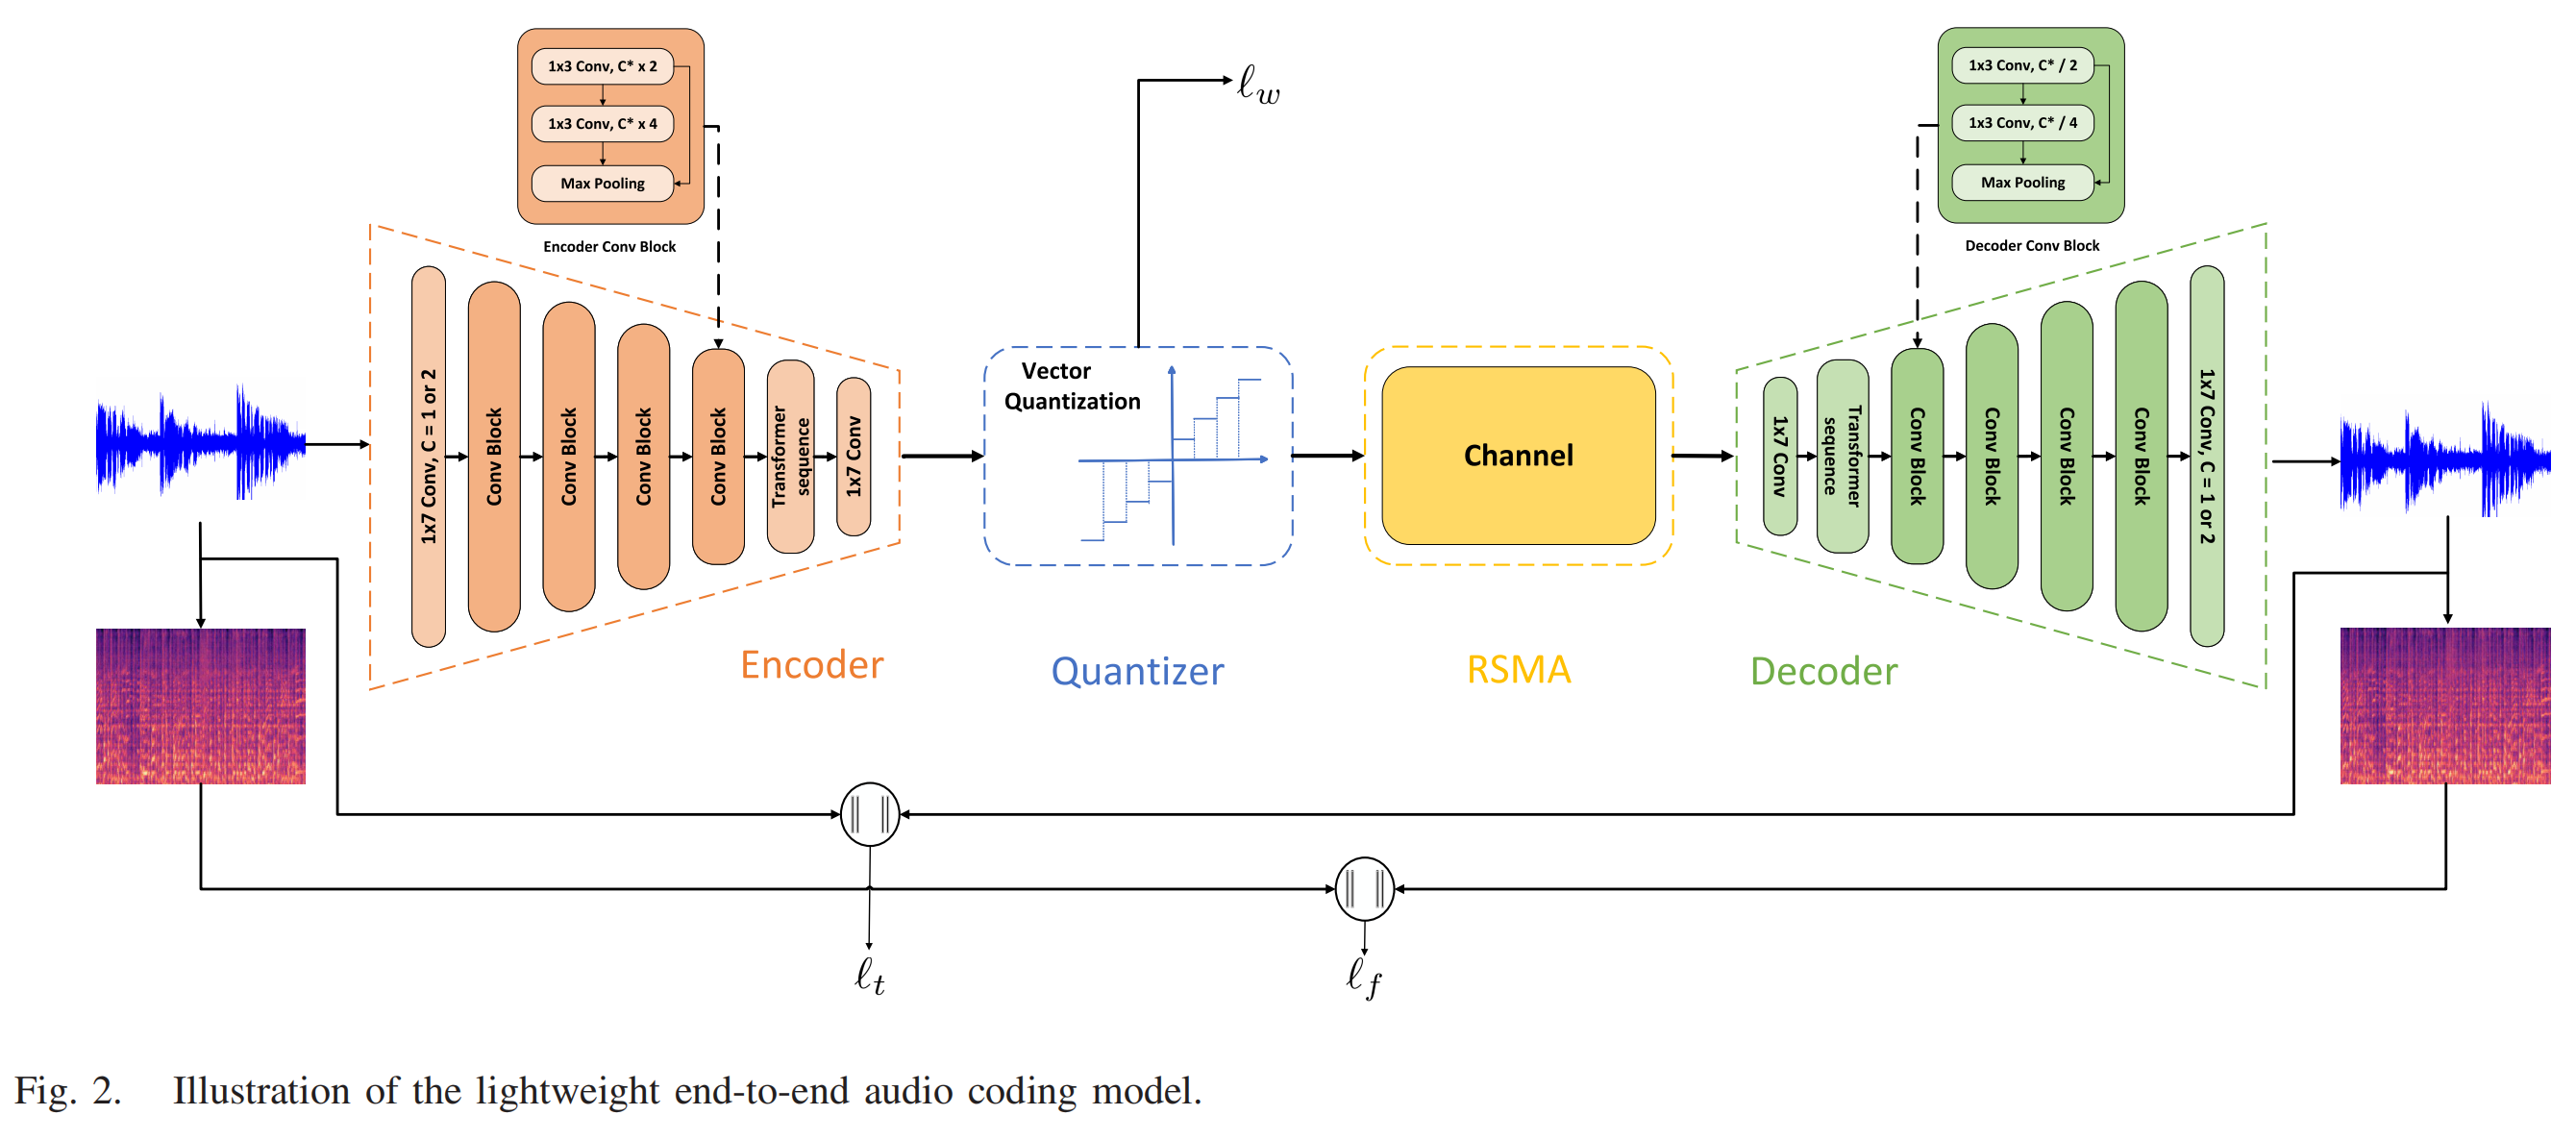 1x3 Conv, C* x 2
1x3 Conv, C* x 4
Max Pooling
Encoder Conv Block
ℓw
1x3 Conv, C* / 2
1x3 Conv, C* / 4
Max Pooling
Decoder Conv Block
1x7 Conv, C = 1 or 2
Conv Block
Conv Block
Conv Block
Conv Block
Transformer
sequence
1x7 Conv
Vector
Quantization
Channel
1x7 Conv
Transformer
sequence
Conv Block
Conv Block
Conv Block
Conv Block
1x7 Conv, C = 1 or 2
Encoder
Quantizer
RSMA
Decoder
|| ||
|| ||
ℓt
ℓf
Fig. 2. Illustration of the lightweight end-to-end audio coding model.